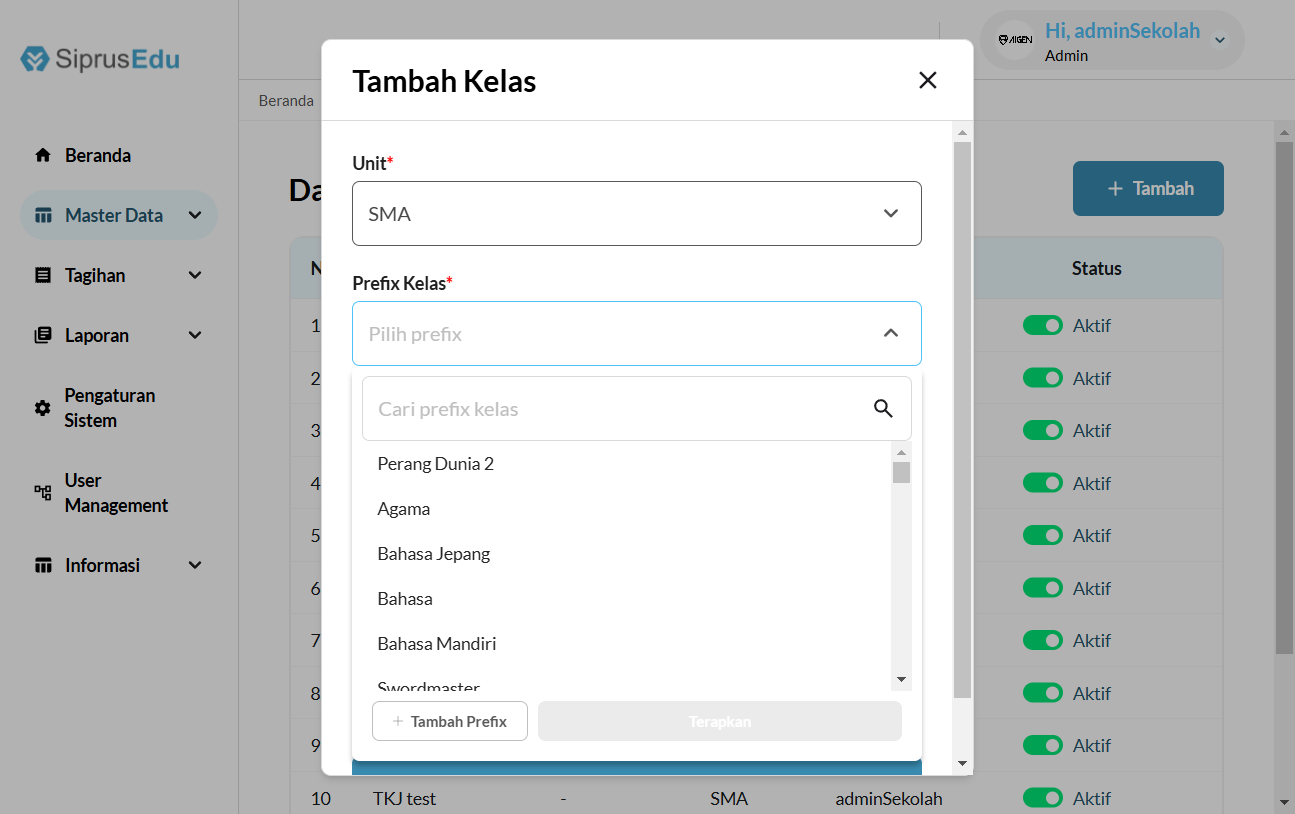 SiprusEdu
AIGEN
Hi, adminSekolah
Admin
Beranda
Tambah Kelas
Beranda
Master Data
Tagihan
Laporan
Pengaturan
Sistem
User
Management
Informasi
+ Tambah
Unit*
SMA
Prefix Kelas*
Pilih prefix
Cari prefix kelas
Perang Dunia 2
Agama
Bahasa Jepang
Bahasa
Bahasa Mandiri
Swordmaster
+ Tambah Prefix
Terapkan
Da
N
Status
1 Aktif
2 Aktif
3 Aktif
4 Aktif
5 Aktif
6 Aktif
7 Aktif
8 Aktif
9 Aktif
10 TKJ test - SMA adminSekolah Aktif